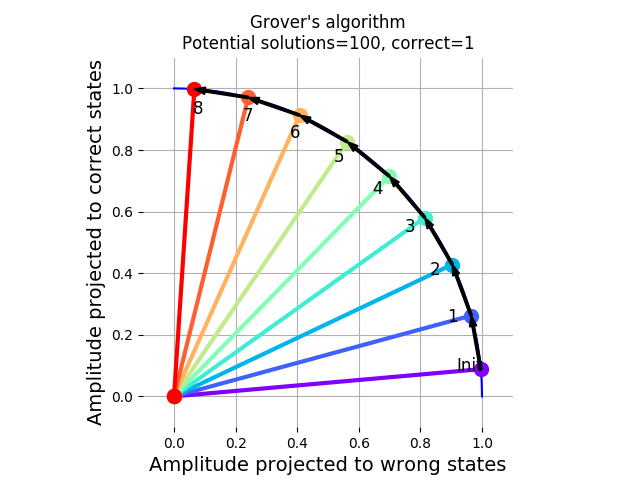 Grover's algorithm
Potential solutions=100, correct=1
Amplitude projected to correct states
1.0
0.8
0.6
0.4
0.2
0.0
8
7
6
5
4
3
2
1
Init
0.0 0.2 0.4 0.6 0.8 1.0
Amplitude projected to wrong states